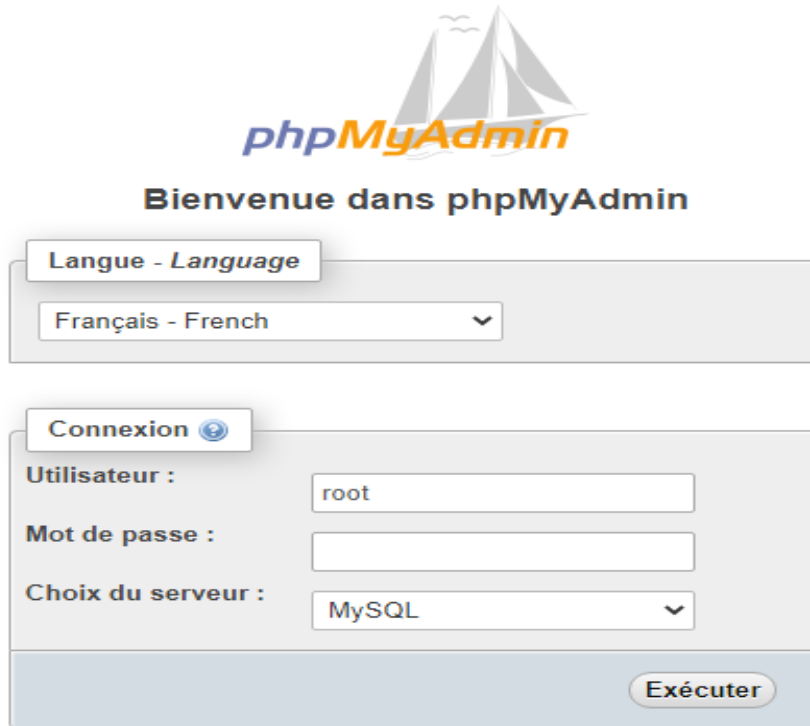 phpMyAdmin
Bienvenue dans phpMyAdmin
Langue - Language
Français - French
Connexion
Utilisateur :
root
Mot de passe :
Choix du serveur :
MySQL
Exécuter